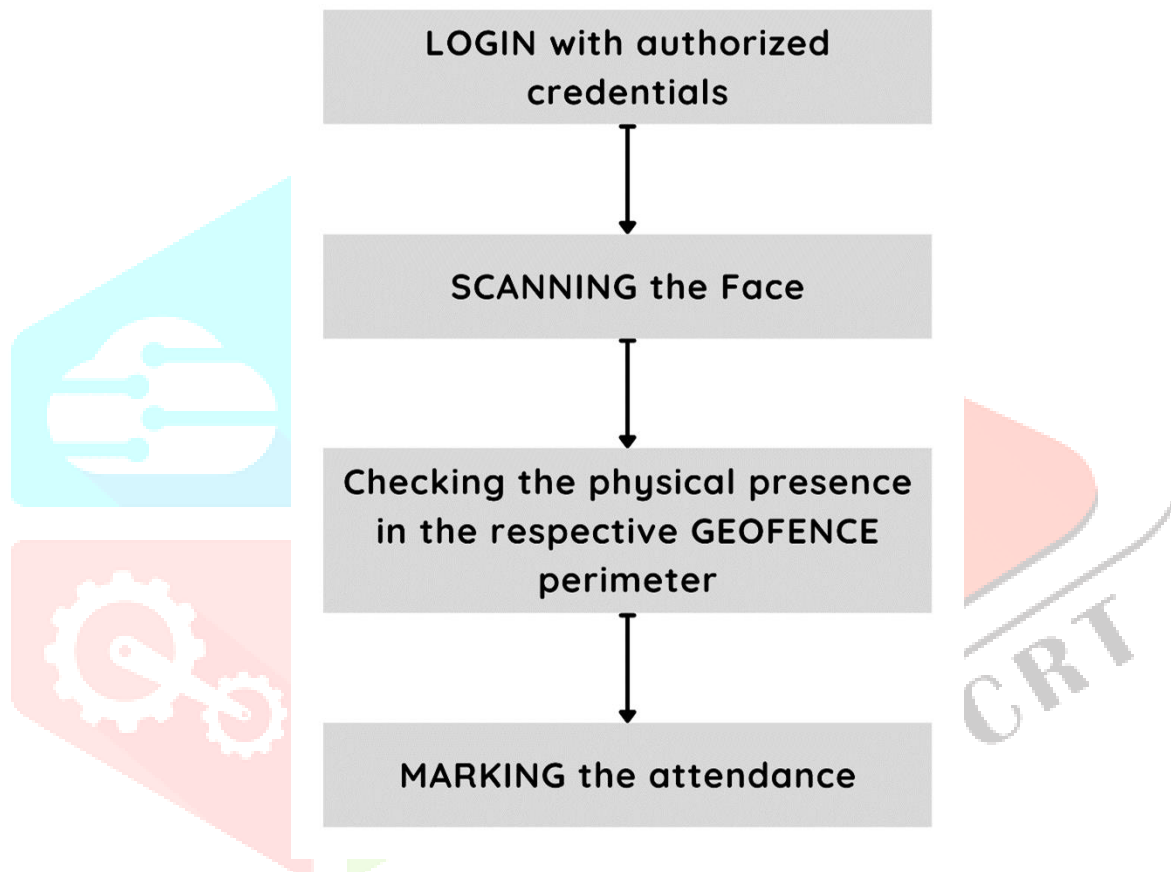 LOGIN with authorized
credentials
SCANNING the Face
Checking the physical presence
in the respective GEOFENCE
perimeter
MARKING the attendance
CRT